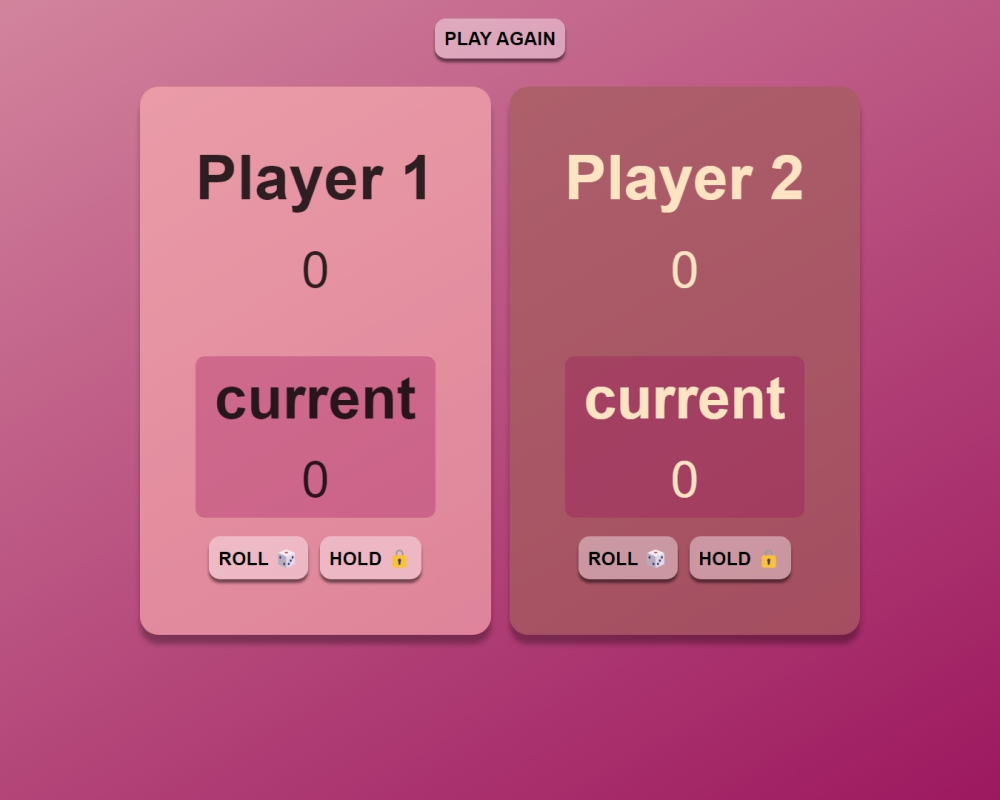 PLAY AGAIN
Player 1
0
current
0
ROLL 🎲 HOLD 🔒
Player 2
0
current
0
ROLL 🎲 HOLD 🔒